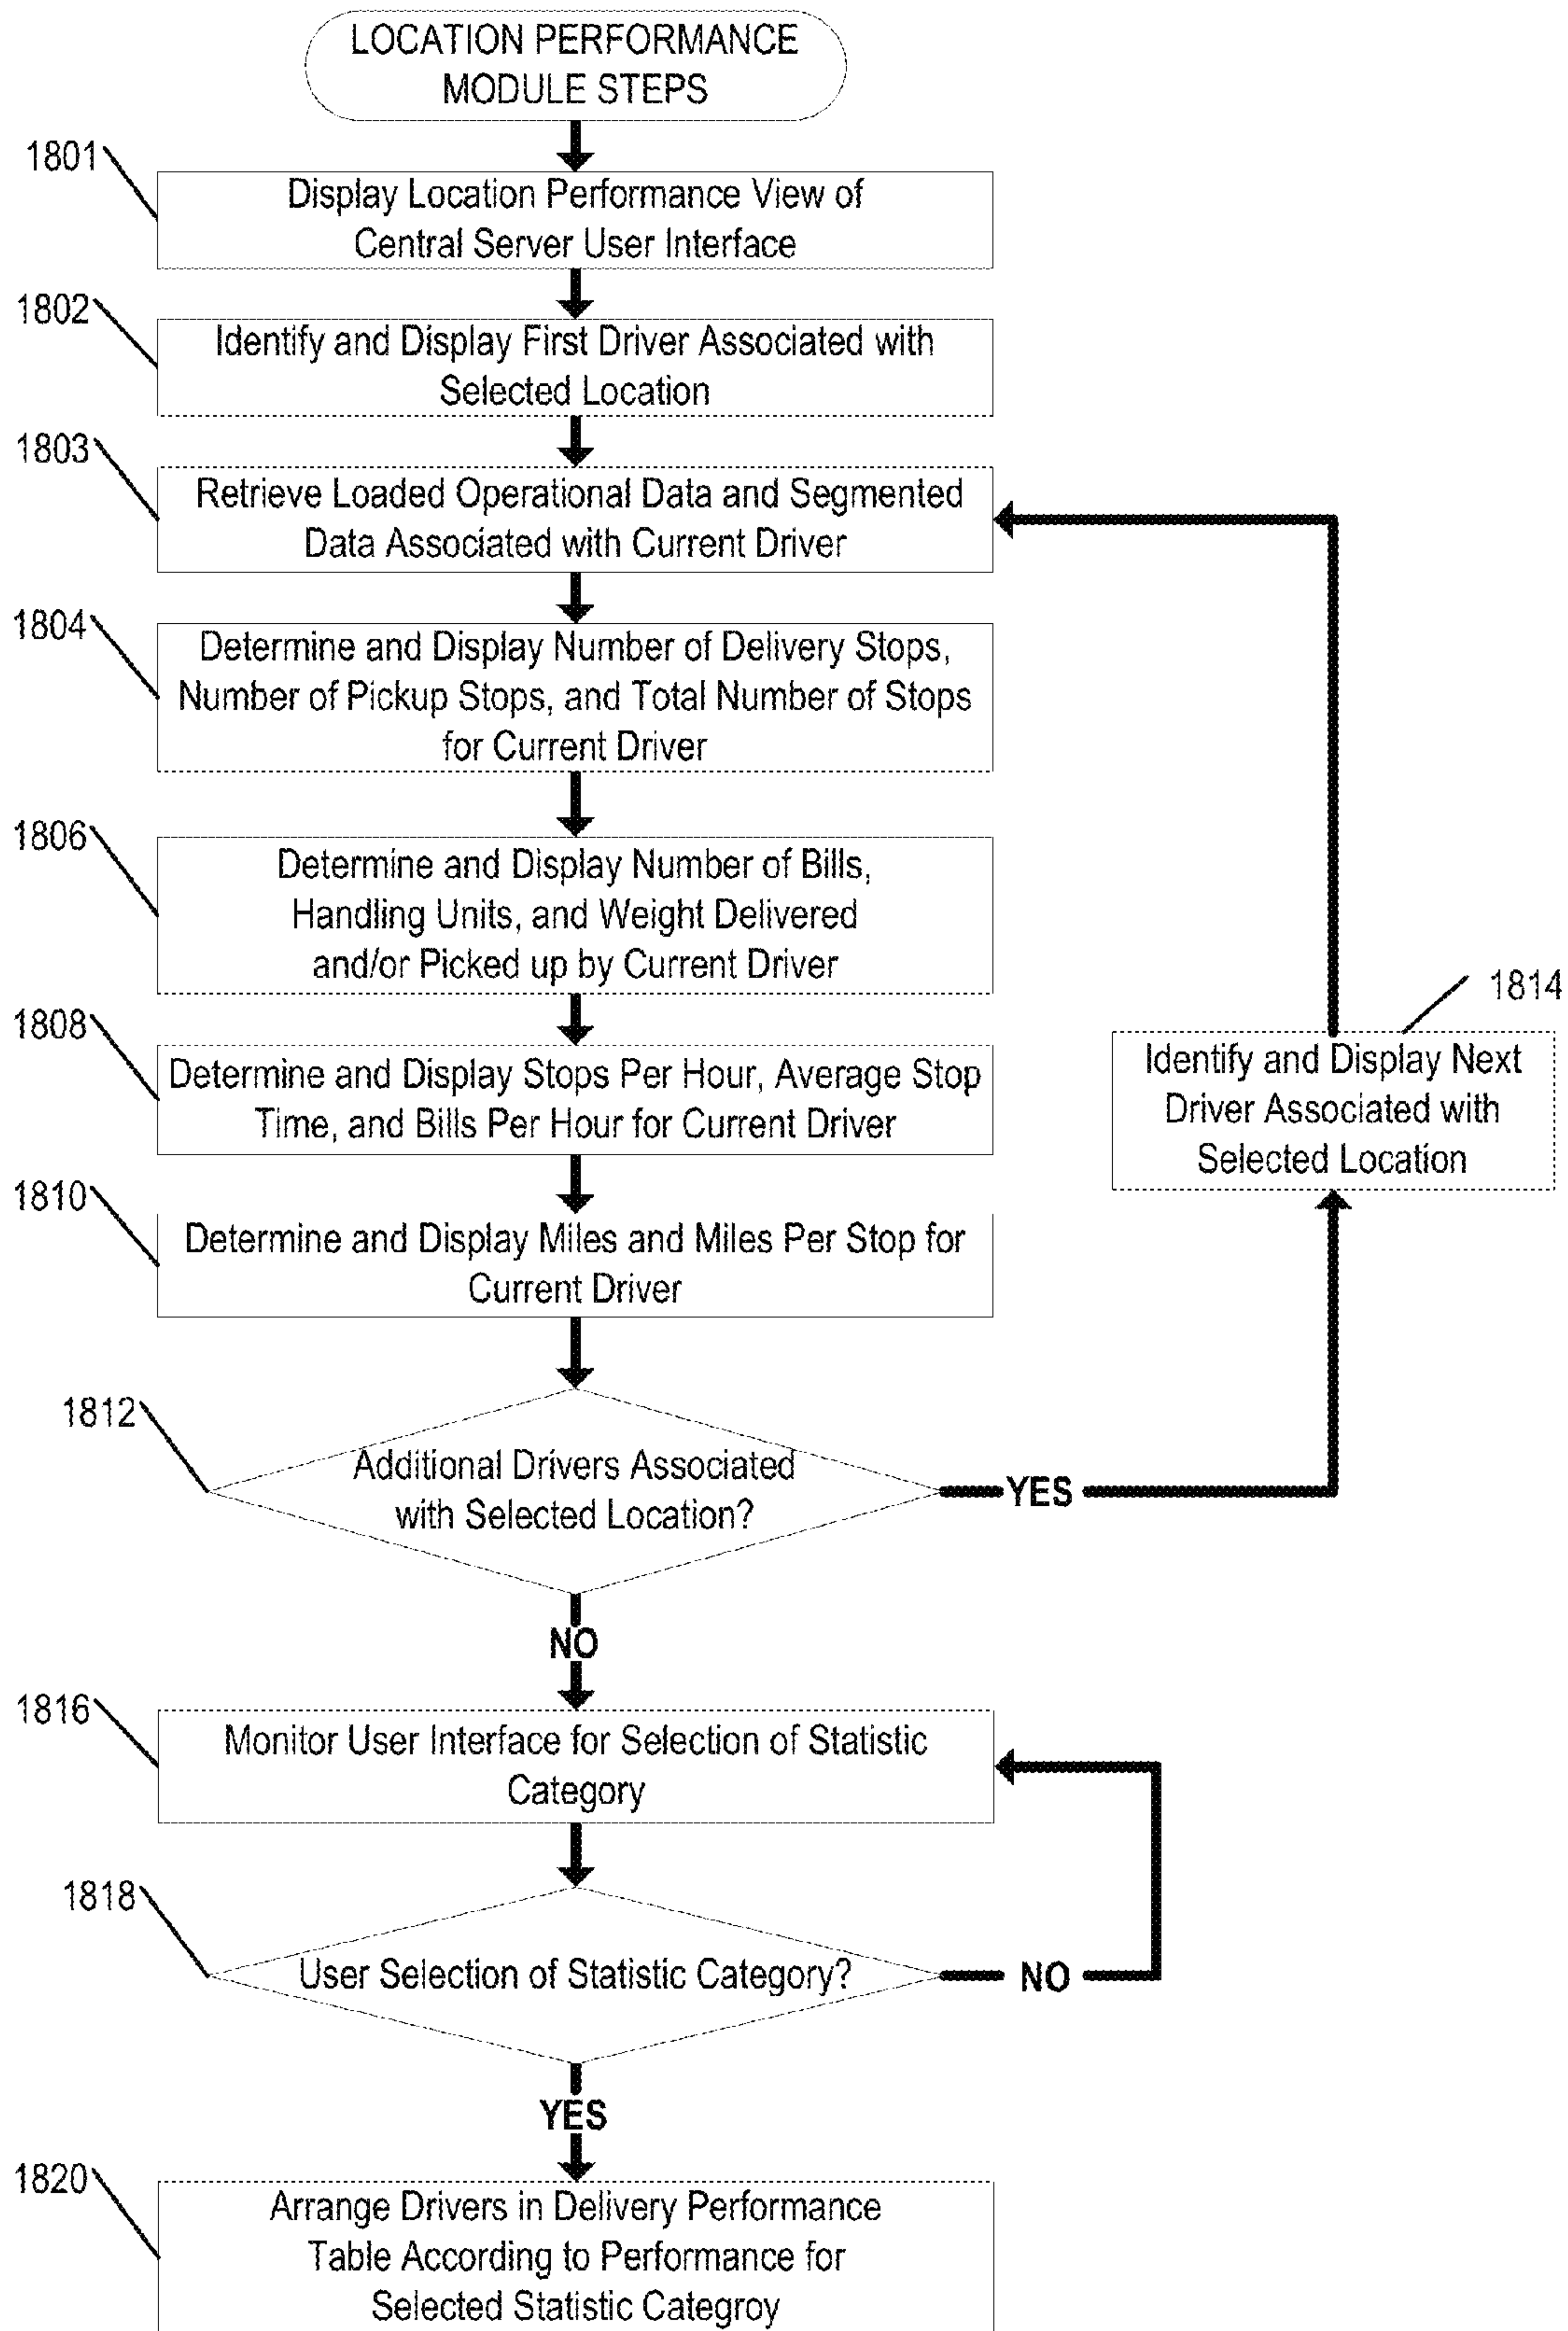 LOCATION PERFORMANCE
MODULE STEPS
1801
Display Location Performance View of
Central Server User Interface
1802
Identify and Display First Driver Associated with
Selected Location
1803
Retrieve Loaded Operational Data and Segmented
Data Associated with Current Driver
1804
Determine and Display Number of Delivery Stops,
Number of Pickup Stops, and Total Number of Stops
for Current Driver
1806
Determine and Display Number of Bills,
Handling Units, and Weight Delivered
and/or Picked up by Current Driver
1808
Determine and Display Stops Per Hour, Average Stop
Time, and Bills Per Hour for Current Driver
1810
Determine and Display Miles and Miles Per Stop for
Current Driver
1812
Additional Drivers Associated
with Selected Location?
YES
1814
Identify and Display Next
Driver Associated with
Selected Location
NO
1816
Monitor User Interface for Selection of Statistic
Category
1818
User Selection of Statistic Category?
NO
YES
1820
Arrange Drivers in Delivery Performance
Table According to Performance for
Selected Statistic Categroy